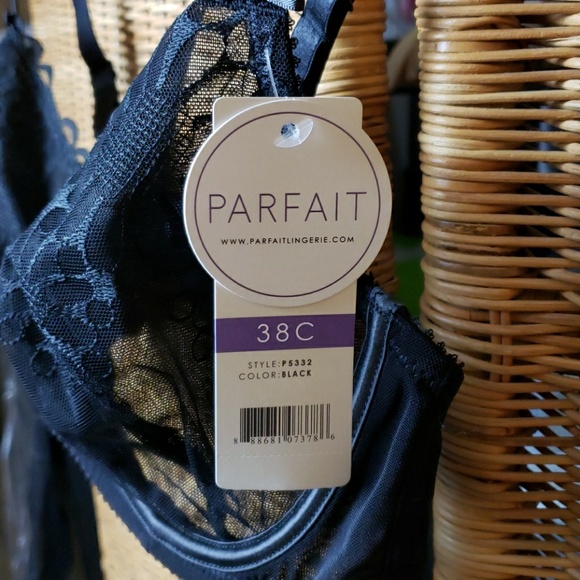 PARFAIT
WWW.PARFAITLINGERIE.COM
38C
STYLE:P5332
COLOR:BLACK
8 88681 07378 6